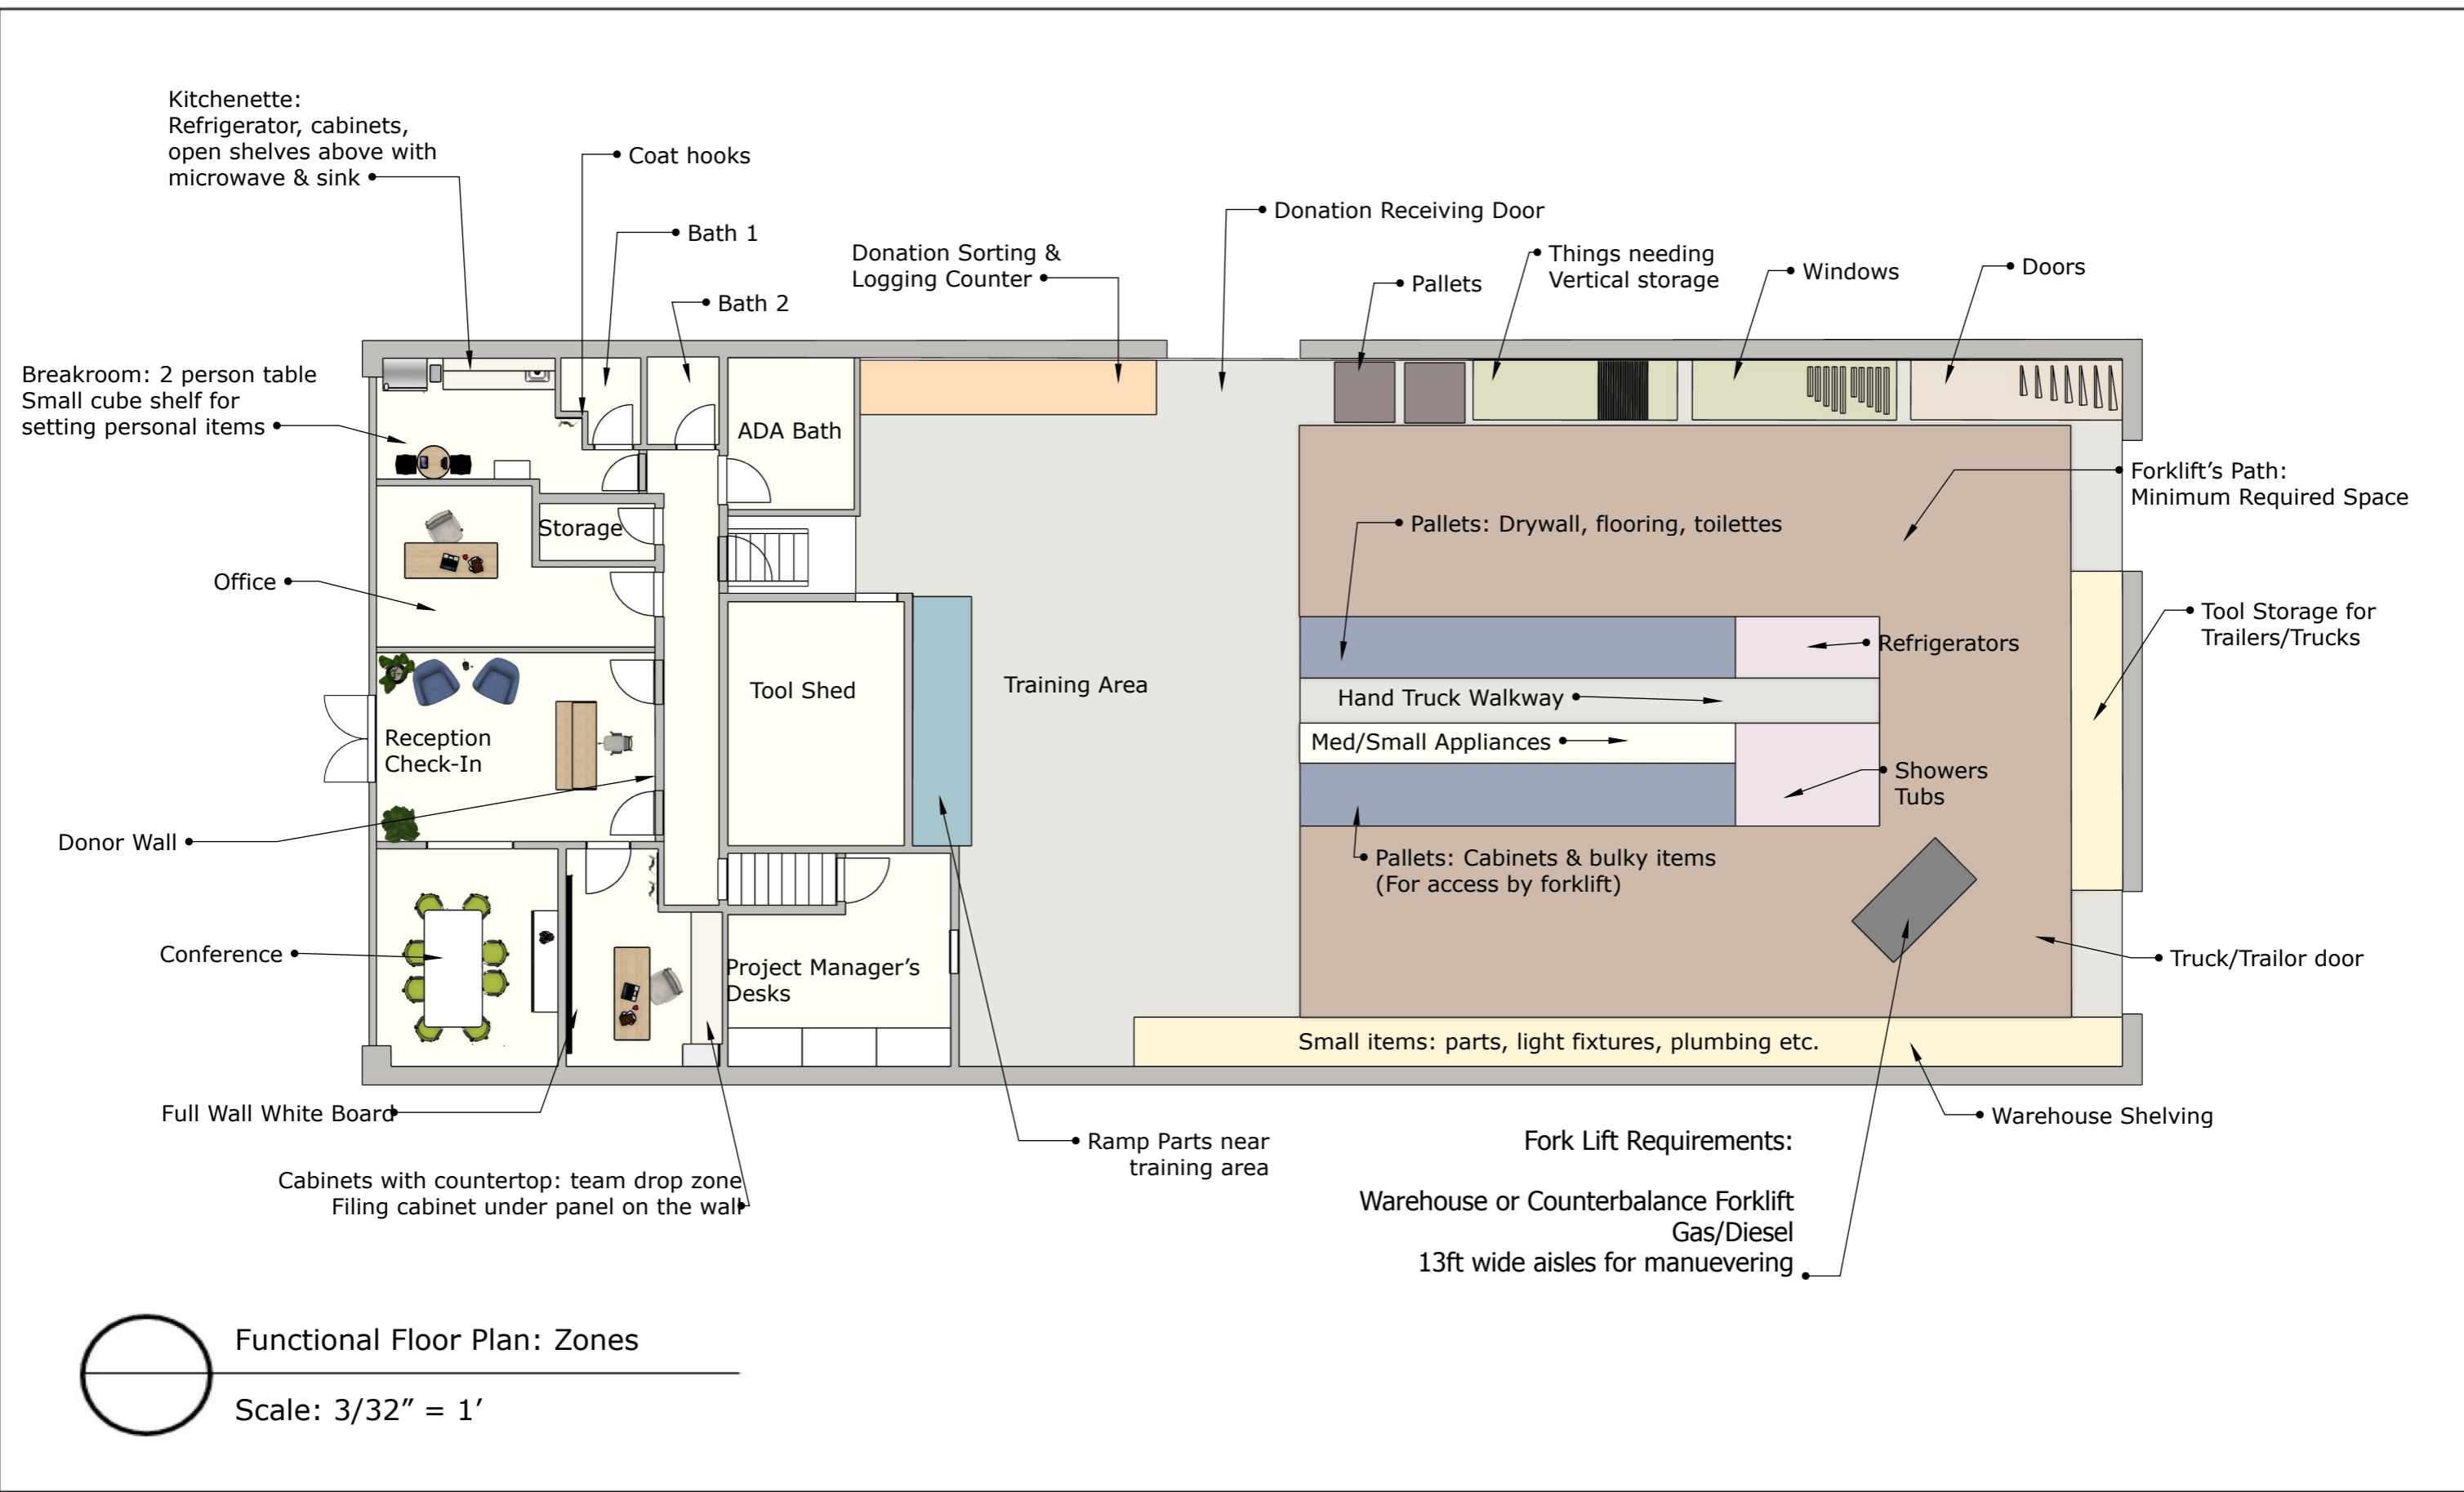 Kitchenette:
Refrigerator, cabinets,
open shelves above with
microwave & sink
Coat hooks
Bath 1
Bath 2
Donation Sorting &
Logging Counter
Donation Receiving Door
Pallets
Things needing
Vertical storage
Windows
Doors
Breakroom: 2 person table
Small cube shelf for
setting personal items
ADA Bath
Forklift’s Path:
Minimum Required Space
Storage
Pallets: Drywall, flooring, toilettes
Office
Tool Storage for
Trailers/Trucks
Refrigerators
Tool Shed
Training Area
Hand Truck Walkway
Reception
Check-In
Med/Small Appliances
Showers
Tubs
Donor Wall
Pallets: Cabinets & bulky items
(For access by forklift)
Conference
Project Manager’s
Desks
Truck/Trailor door
Small items: parts, light fixtures, plumbing etc.
Full Wall White Board
Warehouse Shelving
Ramp Parts near
training area
Cabinets with countertop: team drop zone
Filing cabinet under panel on the wall
Fork Lift Requirements:
Warehouse or Counterbalance Forklift
Gas/Diesel
13ft wide aisles for manuevering
Functional Floor Plan: Zones
Scale: 3/32” = 1’